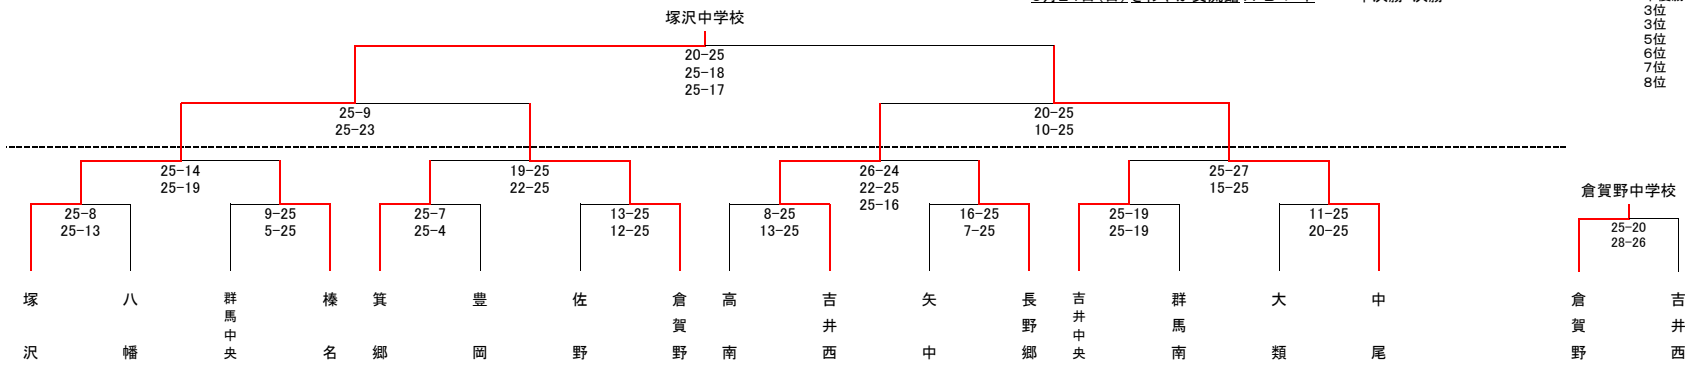 塚沢中学校
3位
3位
5位
6位
7位
8位
20-25
25-18
25-17
25-9
25-23
20-25
10-25
25-14
25-19
19-25
22-25
26-24
22-25
25-16
25-27
15-25
倉賀野中学校
25-8
25-13
9-25
5-25
25-7
25-4
13-25
12-25
8-25
13-25
16-25
7-25
25-19
25-19
11-25
20-25
25-20
28-26
塚沢
八幡
群馬中央
榛名
箕郷
豊岡
佐野
倉賀野
高南
吉井西
矢中
長野郷
吉井中央
群馬南
大類
中尾
倉賀野
吉井西